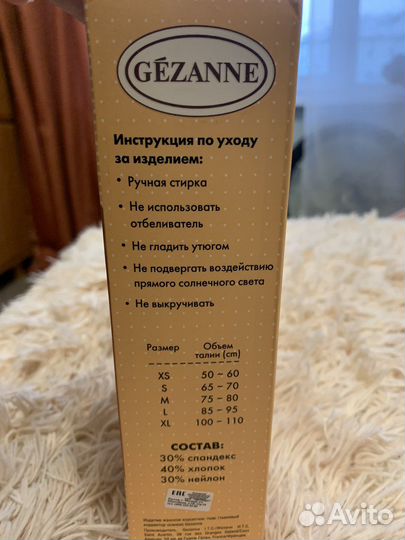 GÉZANNE
Инструкция по уходу
за изделием:
• Ручная стирка
• Не использовать
отбеливатель
• Не гладить утюгом
• Не подвергать воздействию
прямого солнечного света
• Не выкручивать
Размер Объем
талии (cm)
XS 50 – 60
S 65 – 70
M 75 – 80
L 85 – 95
XL 100 – 110
СОСТАВ:
30% спандекс
40% хлопок
30% нейлон
EAC
Avito